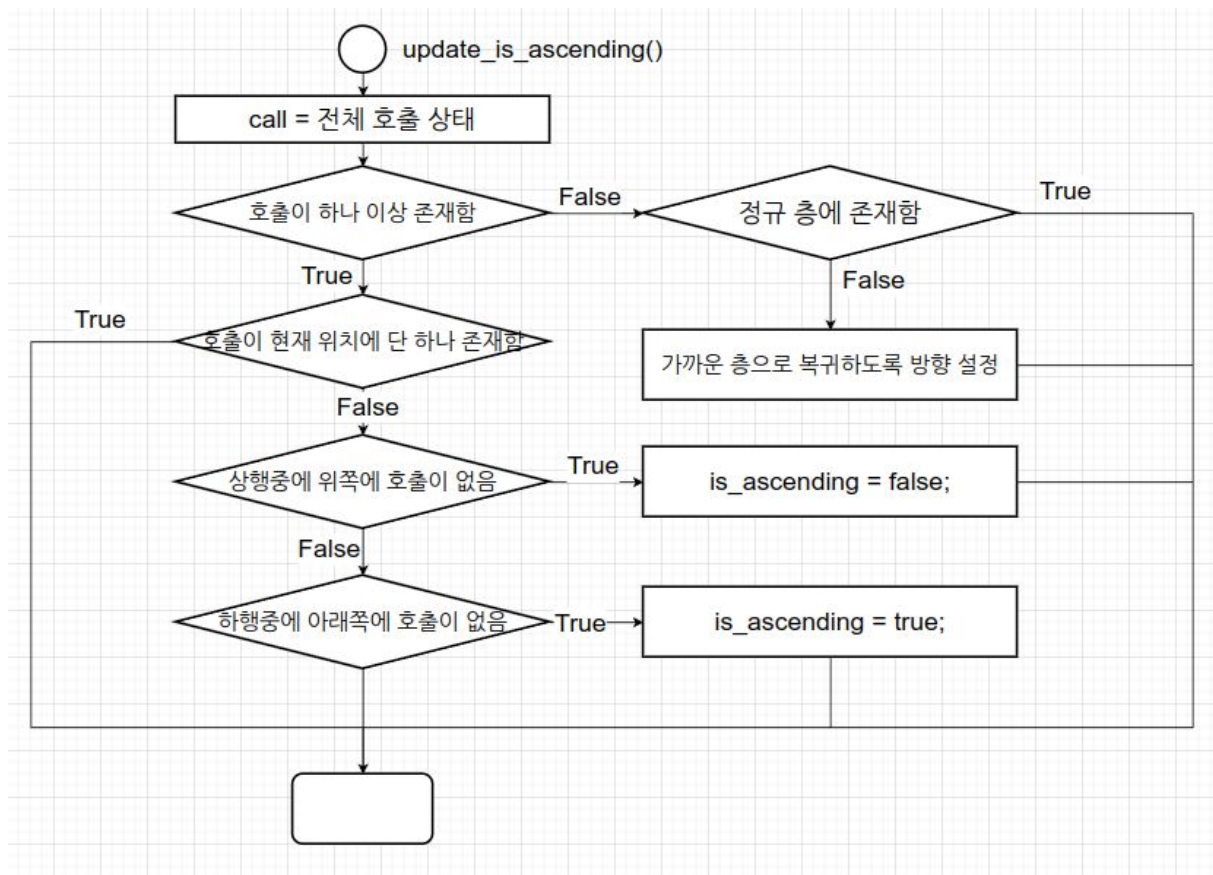 update_is_ascending()
call = 전체 호출 상태
호출이 하나 이상 존재함
False
정규 층에 존재함
True
True
False
True
호출이 현재 위치에 단 하나 존재함
가까운 층으로 복귀하도록 방향 설정
False
상행중에 위쪽에 호출이 없음
True
is_ascending = false;
False
하행중에 아래쪽에 호출이 없음
True
is_ascending = true;